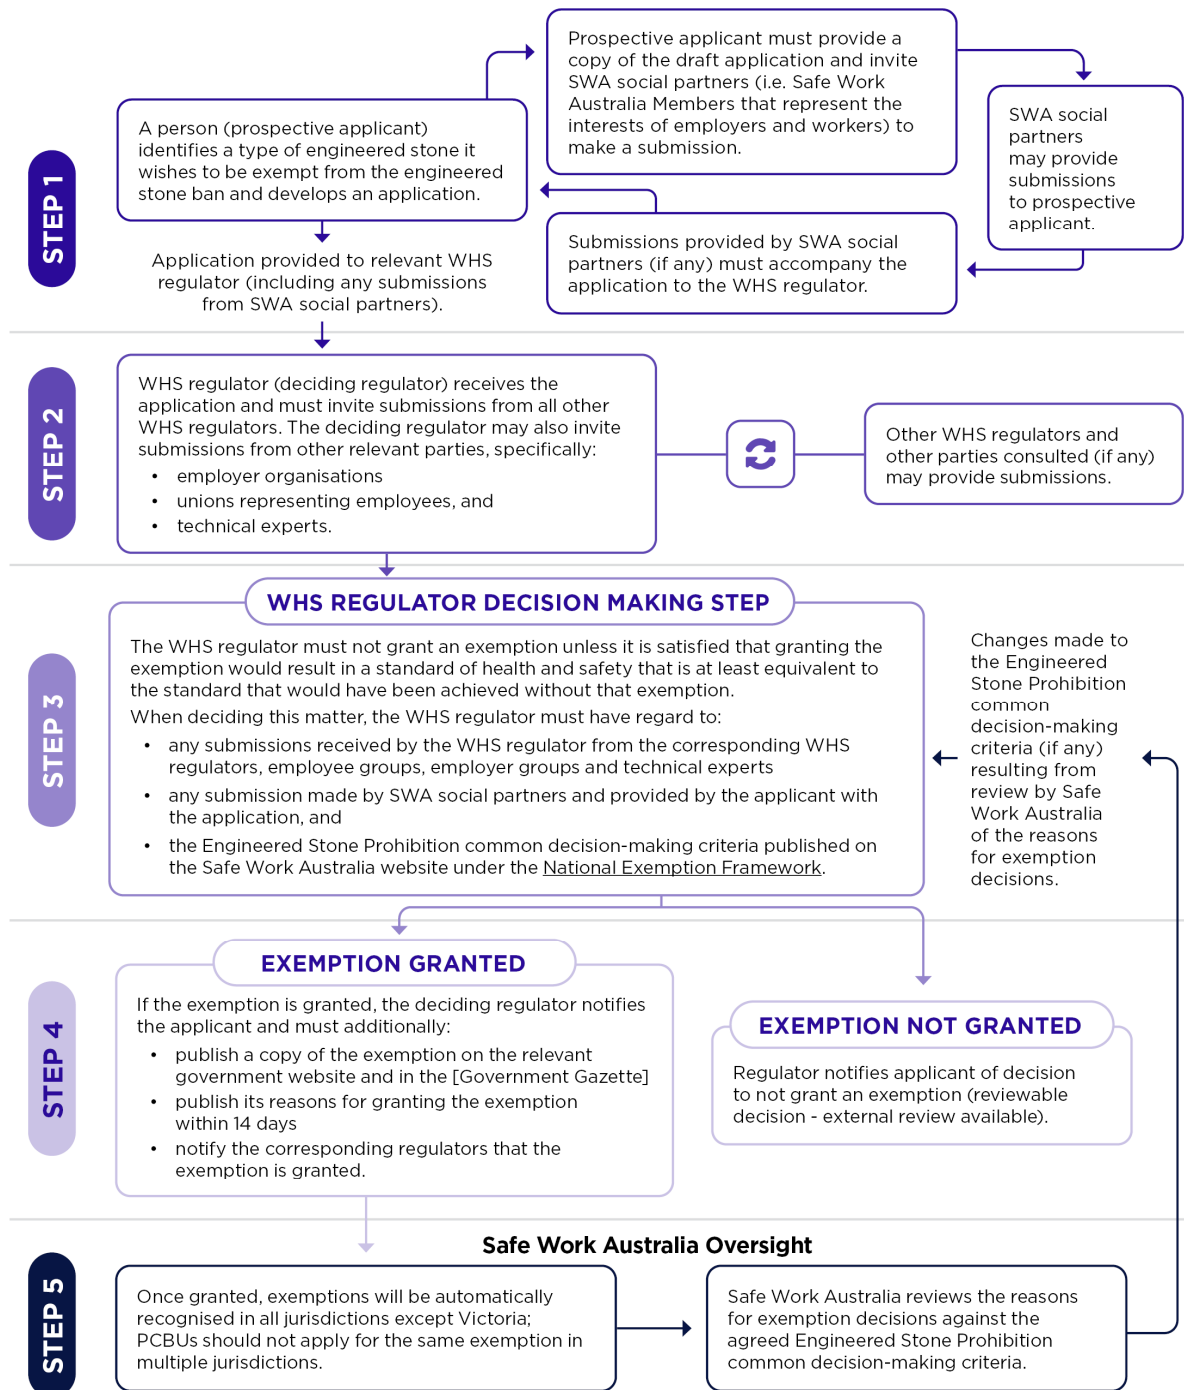 STEP 1
A person (prospective applicant)
identifies a type of engineered stone it
wishes to be exempt from the engineered
stone ban and develops an application.
Prospective applicant must provide a
copy of the draft application and invite
SWA social partners (i.e. Safe Work
Australia Members that represent the
interests of employers and workers) to
make a submission.
SWA social
partners
may provide
submissions
to prospective
applicant.
Submissions provided by SWA social
partners (if any) must accompany the
application to the WHS regulator.
Application provided to relevant WHS
regulator (including any submissions
from SWA social partners).
STEP 2
WHS regulator (deciding regulator) receives the
application and must invite submissions from all other
WHS regulators. The deciding regulator may also invite
submissions from other relevant parties, specifically:
• employer organisations
• unions representing employees, and
• technical experts.
Other WHS regulators and
other parties consulted (if any)
may provide submissions.
STEP 3
WHS REGULATOR DECISION MAKING STEP
The WHS regulator must not grant an exemption unless it is satisfied that granting the
exemption would result in a standard of health and safety that is at least equivalent to
the standard that would have been achieved without that exemption.
When deciding this matter, the WHS regulator must have regard to:
• any submissions received by the WHS regulator from the corresponding WHS
regulators, employee groups, employer groups and technical experts
• any submission made by SWA social partners and provided by the applicant with
the application, and
• the Engineered Stone Prohibition common decision-making criteria published on
the Safe Work Australia website under the National Exemption Framework.
Changes made to
the Engineered
Stone Prohibition
common
decision-making
criteria (if any)
resulting from
review by Safe
Work Australia
of the reasons
for exemption
decisions.
STEP 4
EXEMPTION GRANTED
If the exemption is granted, the deciding regulator notifies
the applicant and must additionally:
• publish a copy of the exemption on the relevant
government website and in the [Government Gazette]
• publish its reasons for granting the exemption
within 14 days
• notify the corresponding regulators that the
exemption is granted.
EXEMPTION NOT GRANTED
Regulator notifies applicant of decision
to not grant an exemption (reviewable
decision - external review available).
STEP 5
Safe Work Australia Oversight
Once granted, exemptions will be automatically
recognised in all jurisdictions except Victoria;
PCBUs should not apply for the same exemption in
multiple jurisdictions.
Safe Work Australia reviews the reasons
for exemption decisions against the
agreed Engineered Stone Prohibition
common decision-making criteria.